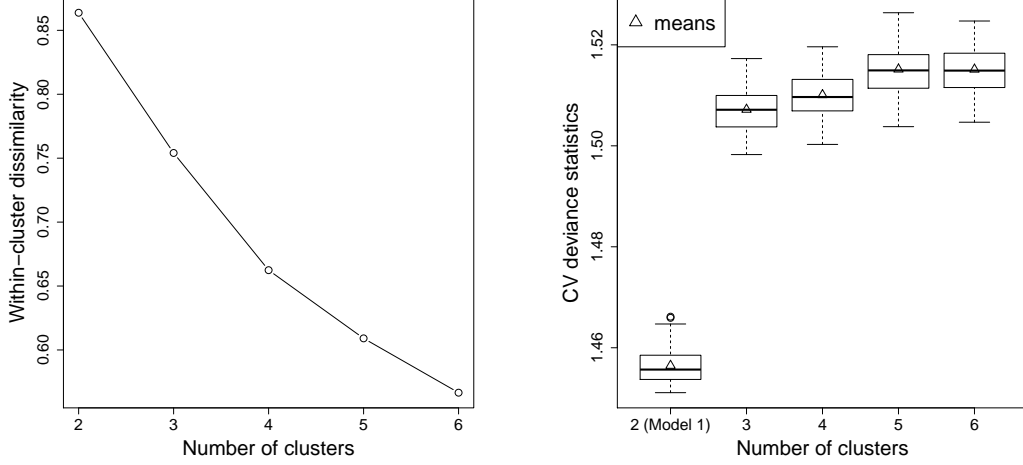 Within−cluster dissimilarity
0.85
0.80
0.75
0.70
0.65
0.60
2 3 4 5 6
Number of clusters
means
CV deviance statistics
1.52
1.50
1.48
1.46
2 (Model 1) 3 4 5 6
Number of clusters